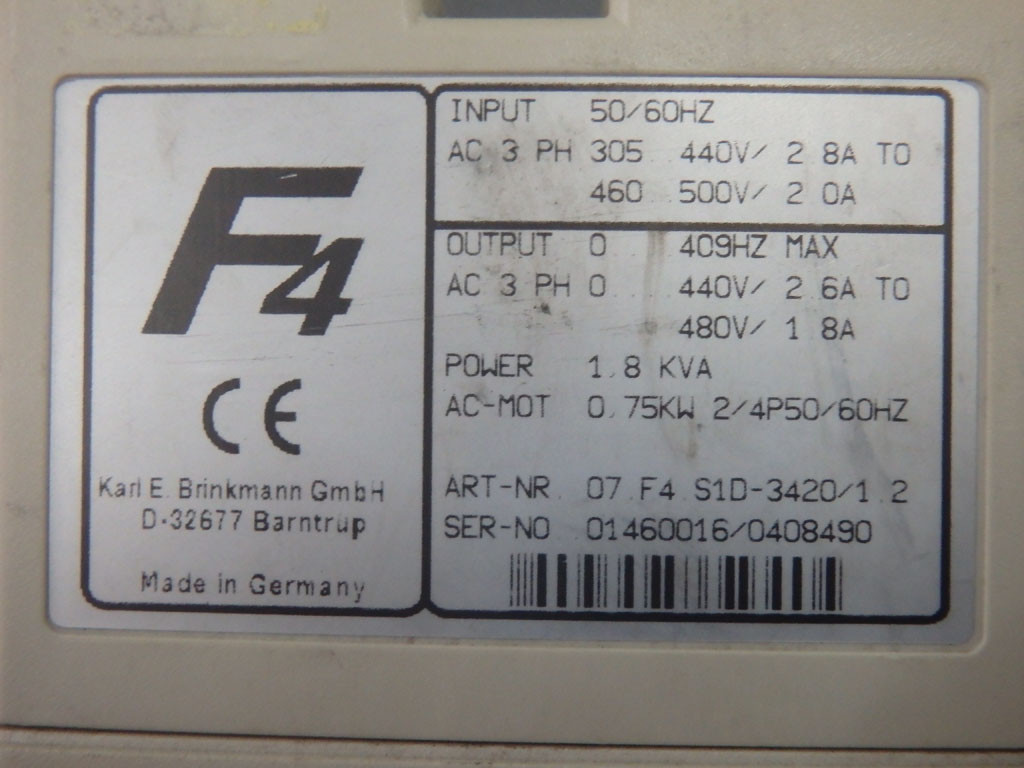 F4
CE
Karl E. Brinkmann GmbH
D-32677 Barntrup
Made in Germany
INPUT 50/60HZ
AC 3 PH 305 440V/ 2.8A TO
460 500V/ 2.0A
OUTPUT 0 409HZ MAX
AC 3 PH 0 440V/ 2.6A TO
480V/ 1.8A
POWER 1.8 KVA
AC-MOT 0.75KW 2/4P50/60HZ
ART-NR. 07.F4.S1D-3420/1.2
SER-NO. 01460016/0408490